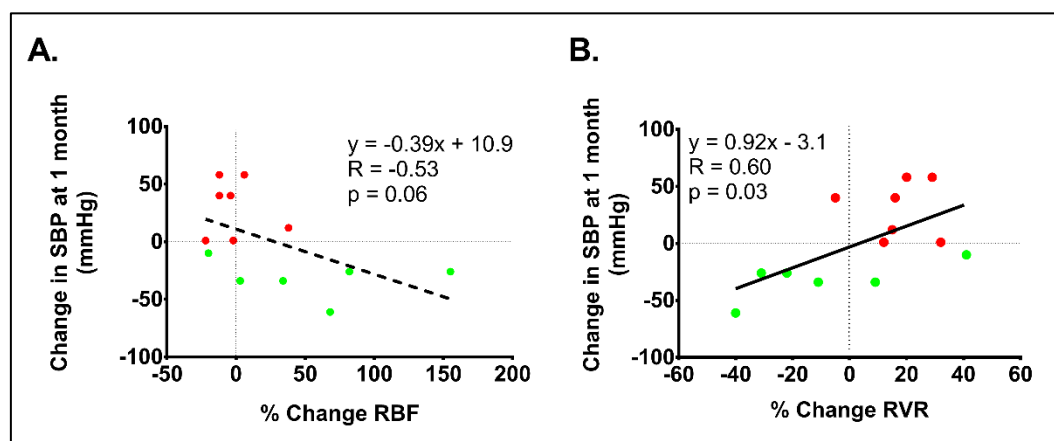 A.
Change in SBP at 1 month
(mmHg)
100
50
0
-50
-100
y = -0.39x + 10.9
R = -0.53
p = 0.06
-50 0 50 100 150 200
% Change RBF
B.
Change in SBP at 1 month
(mmHg)
100
50
0
-50
-100
y = 0.92x - 3.1
R = 0.60
p = 0.03
-60 -40 -20 0 20 40 60
% Change RVR